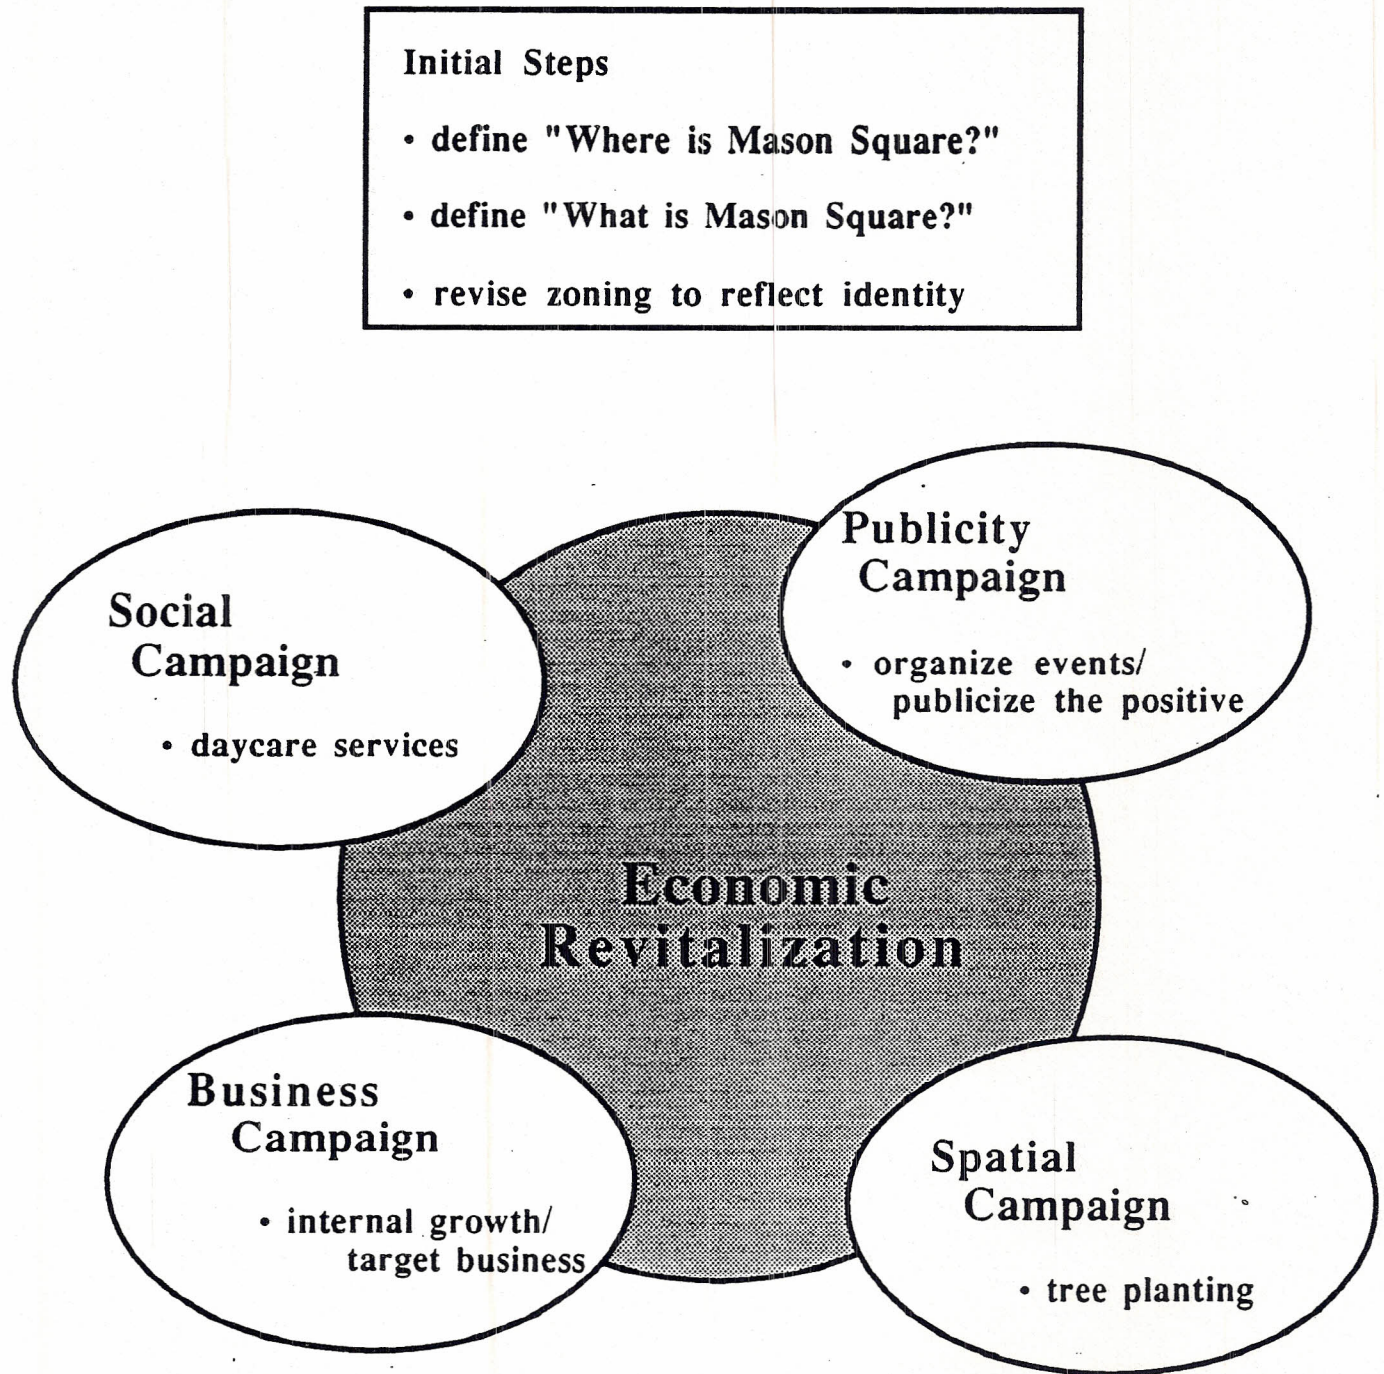 Initial Steps
• define "Where is Mason Square?"
• define "What is Mason Square?"
• revise zoning to reflect identity
Publicity
Campaign
• organize events/
publicize the positive
Social
Campaign
• daycare services
Economic
Revitalization
Business
Campaign
• internal growth/
target business
Spatial
Campaign
• tree planting